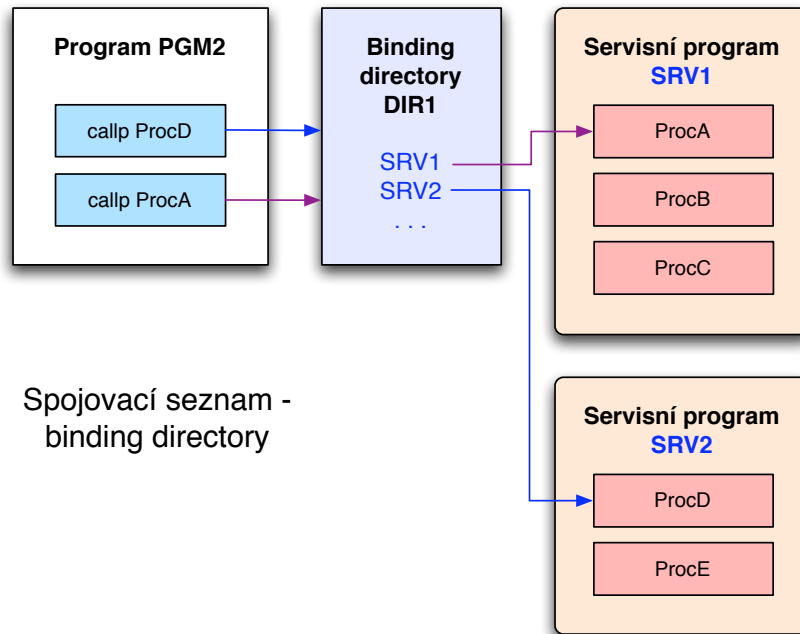 Program PGM2
callp ProcD
callp ProcA
Binding
directory
DIR1
SRV1
SRV2
. . .
Servisní program
SRV1
ProcA
ProcB
ProcC
Spojovací seznam -
binding directory
Servisní program
SRV2
ProcD
ProcE